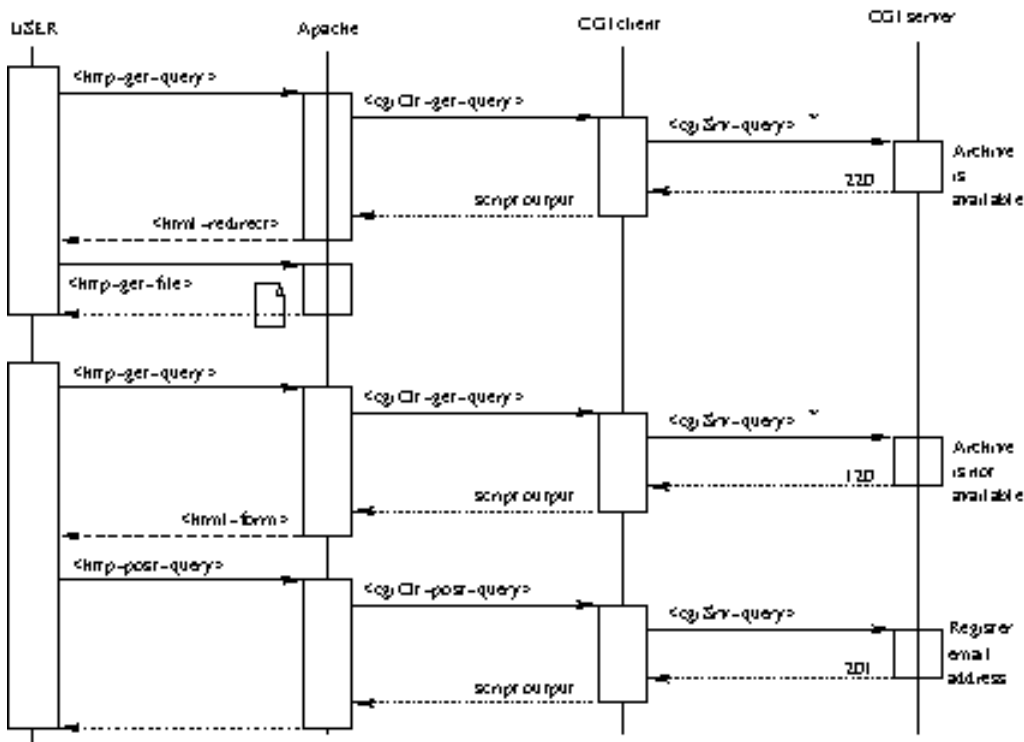 USER
Apache
CGI client
CGI server
<http-get-query>
<cgiClt-get-query>
<cgiSrv-query> *
Archive
is
available
220
script output
<html-redirect>
<http-get-file>
<http-get-query>
<cgiClt-get-query>
<cgiSrv-query> *
Archive
is not
available
120
script output
<html-form>
<http-post-query>
<cgiClt-post-query>
<cgiSrv-query>
Register
email
address
201
script output